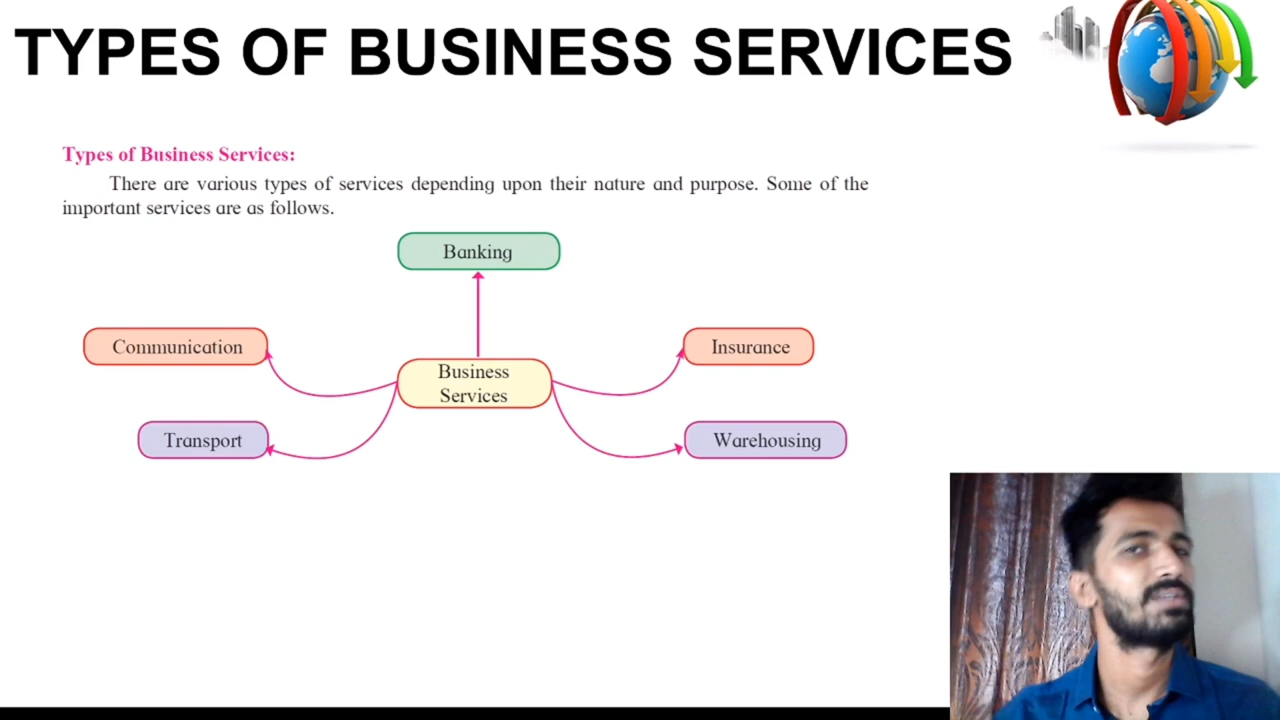 TYPES OF BUSINESS SERVICES
Types of Business Services:
There are various types of services depending upon their nature and purpose. Some of the
important services are as follows.
Banking
Communication
Insurance
Business
Services
Transport
Warehousing